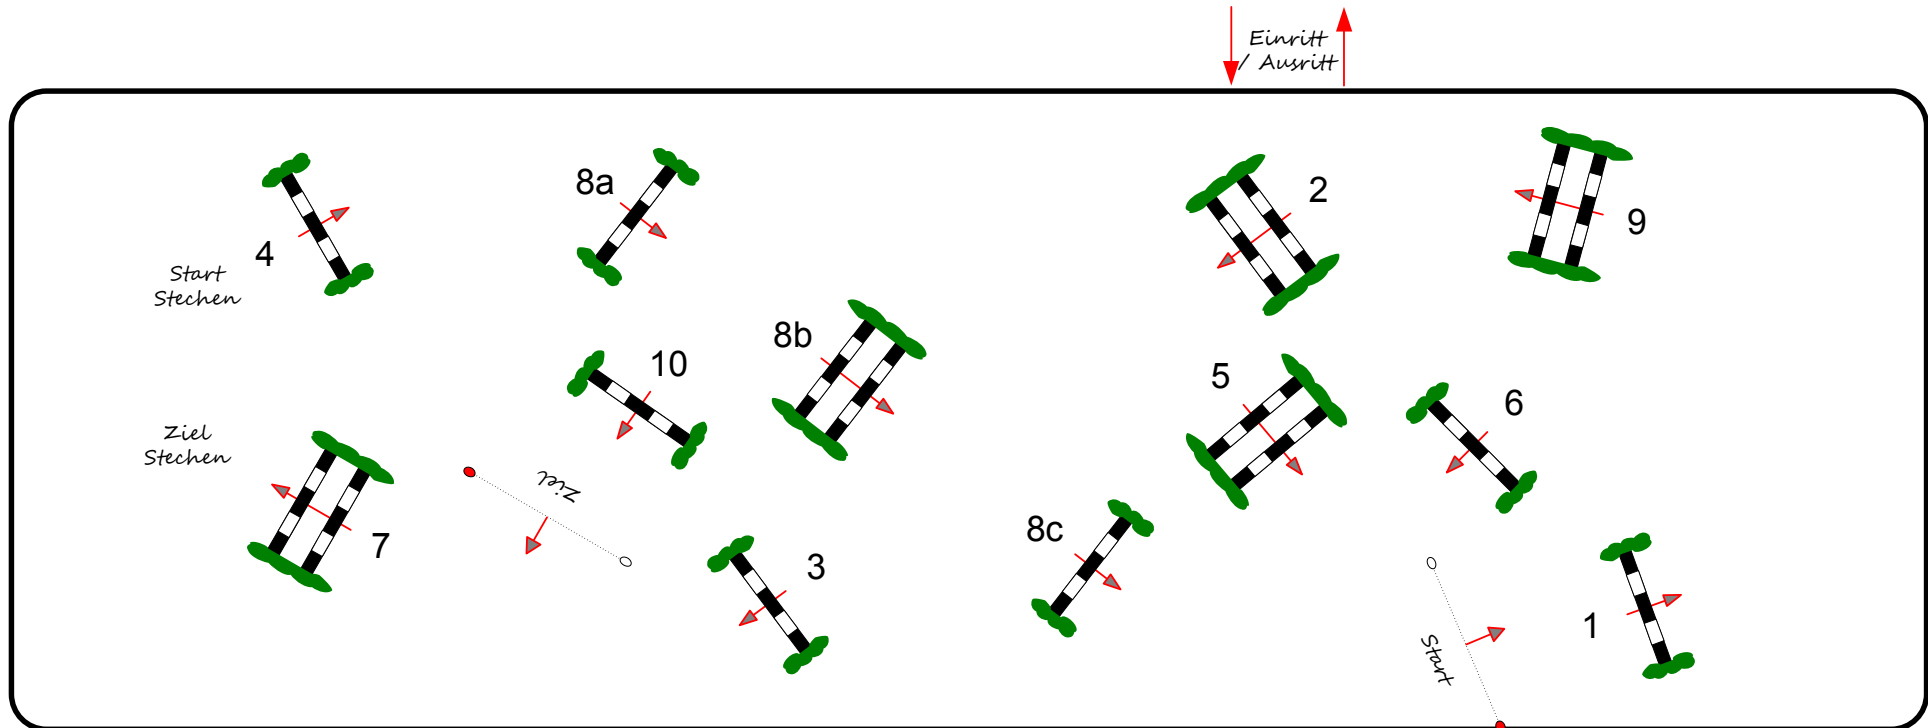 Einritt
/ Ausritt
8a
2
9
4
Start
Stechen
8b
10
5
6
Ziel
Stechen
Ziel
8c
7
3
1
Start